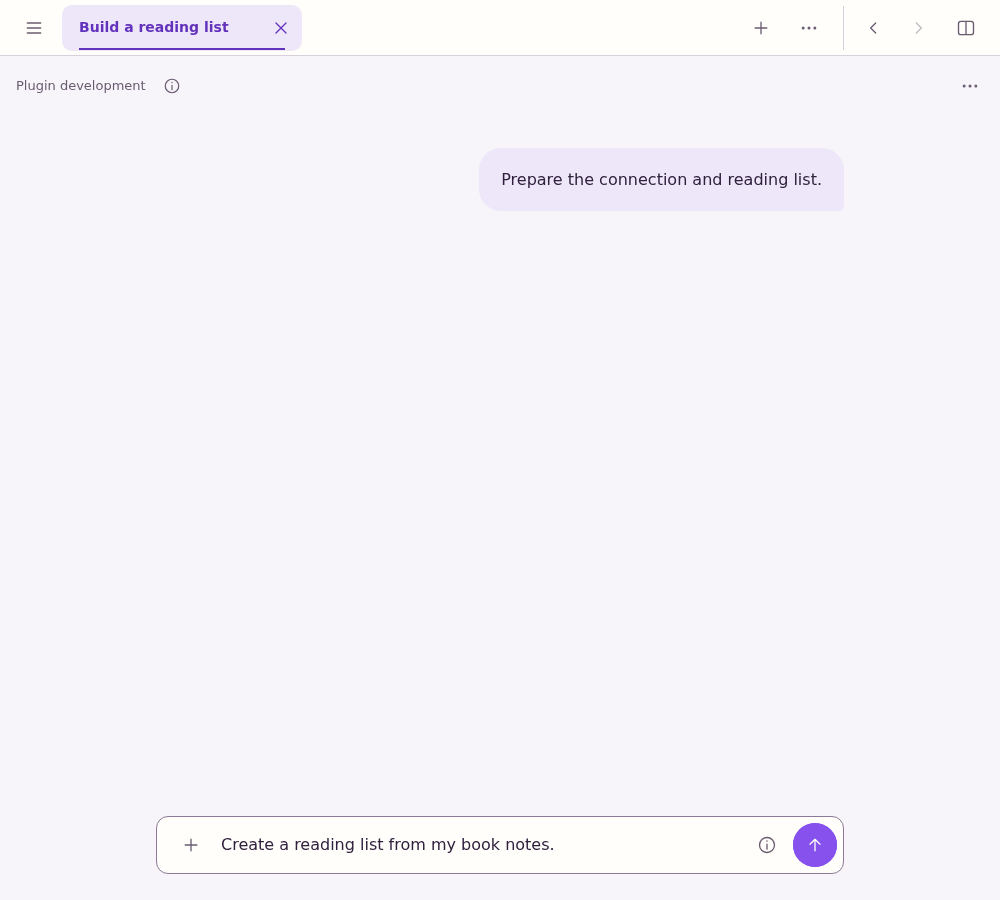 Build a reading list
Plugin development
Prepare the connection and reading list.
Create a reading list from my book notes.